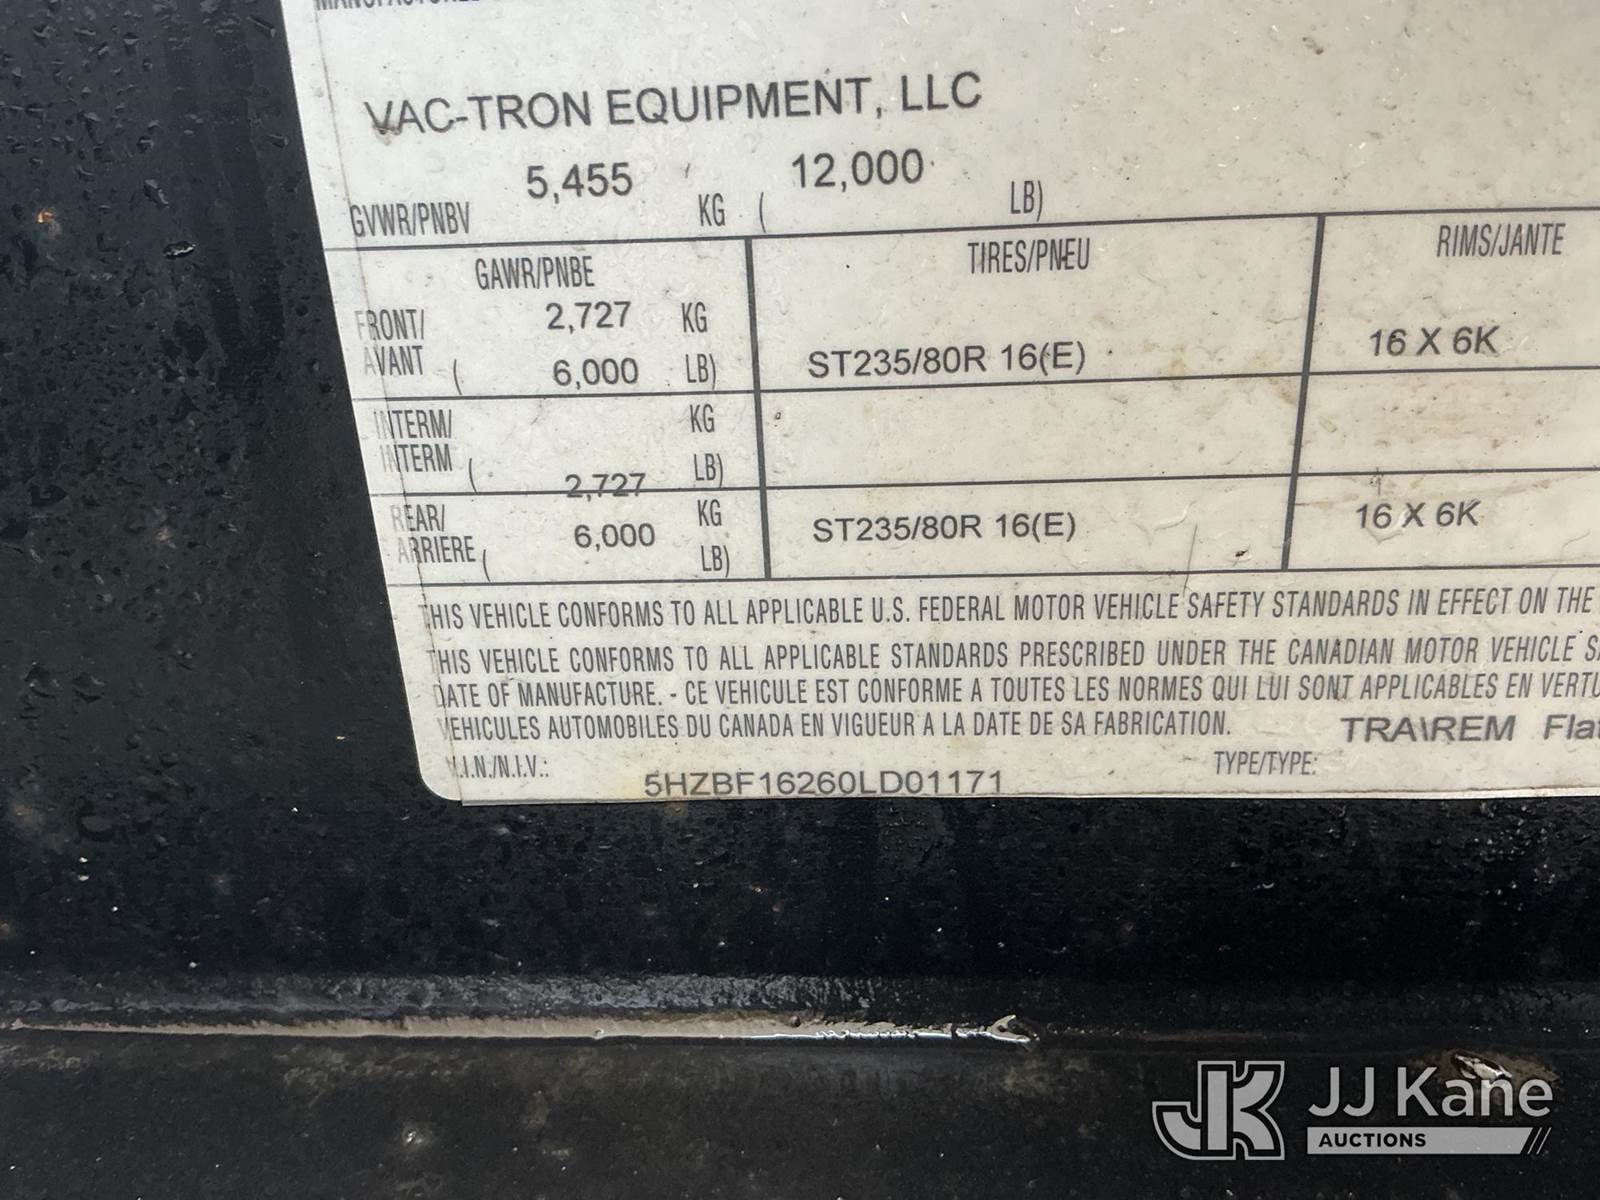 VAC-TRON EQUIPMENT, LLC
GVWR/PNBV 5,455 KG ( 12,000 LB)
GAWR/PNBE TIRES/PNEU RIMS/JANTE
FRONT/ 2,727 KG
AVANT ( 6,000 LB) ST235/80R 16(E) 16 X 6K
INTERM/ KG
INTERM ( LB)
2,727
REAR/ KG
ARRIERE ( 6,000 LB) ST235/80R 16(E) 16 X 6K
THIS VEHICLE CONFORMS TO ALL APPLICABLE U.S. FEDERAL MOTOR VEHICLE SAFETY STANDARDS IN EFFECT ON THE
THIS VEHICLE CONFORMS TO ALL APPLICABLE STANDARDS PRESCRIBED UNDER THE CANADIAN MOTOR VEHICLE
DATE OF MANUFACTURE. - CE VEHICULE EST CONFORME A TOUTES LES NORMES QUI LUI SONT APPLICABLES EN VERTU
VEHICULES AUTOMOBILES DU CANADA EN VIGUEUR A LA DATE DE SA FABRICATION. TRA\REM
V.I.N./N.I.V.: 5HZBF16260LD01171 TYPE/TYPE:
JJ Kane
AUCTIONS